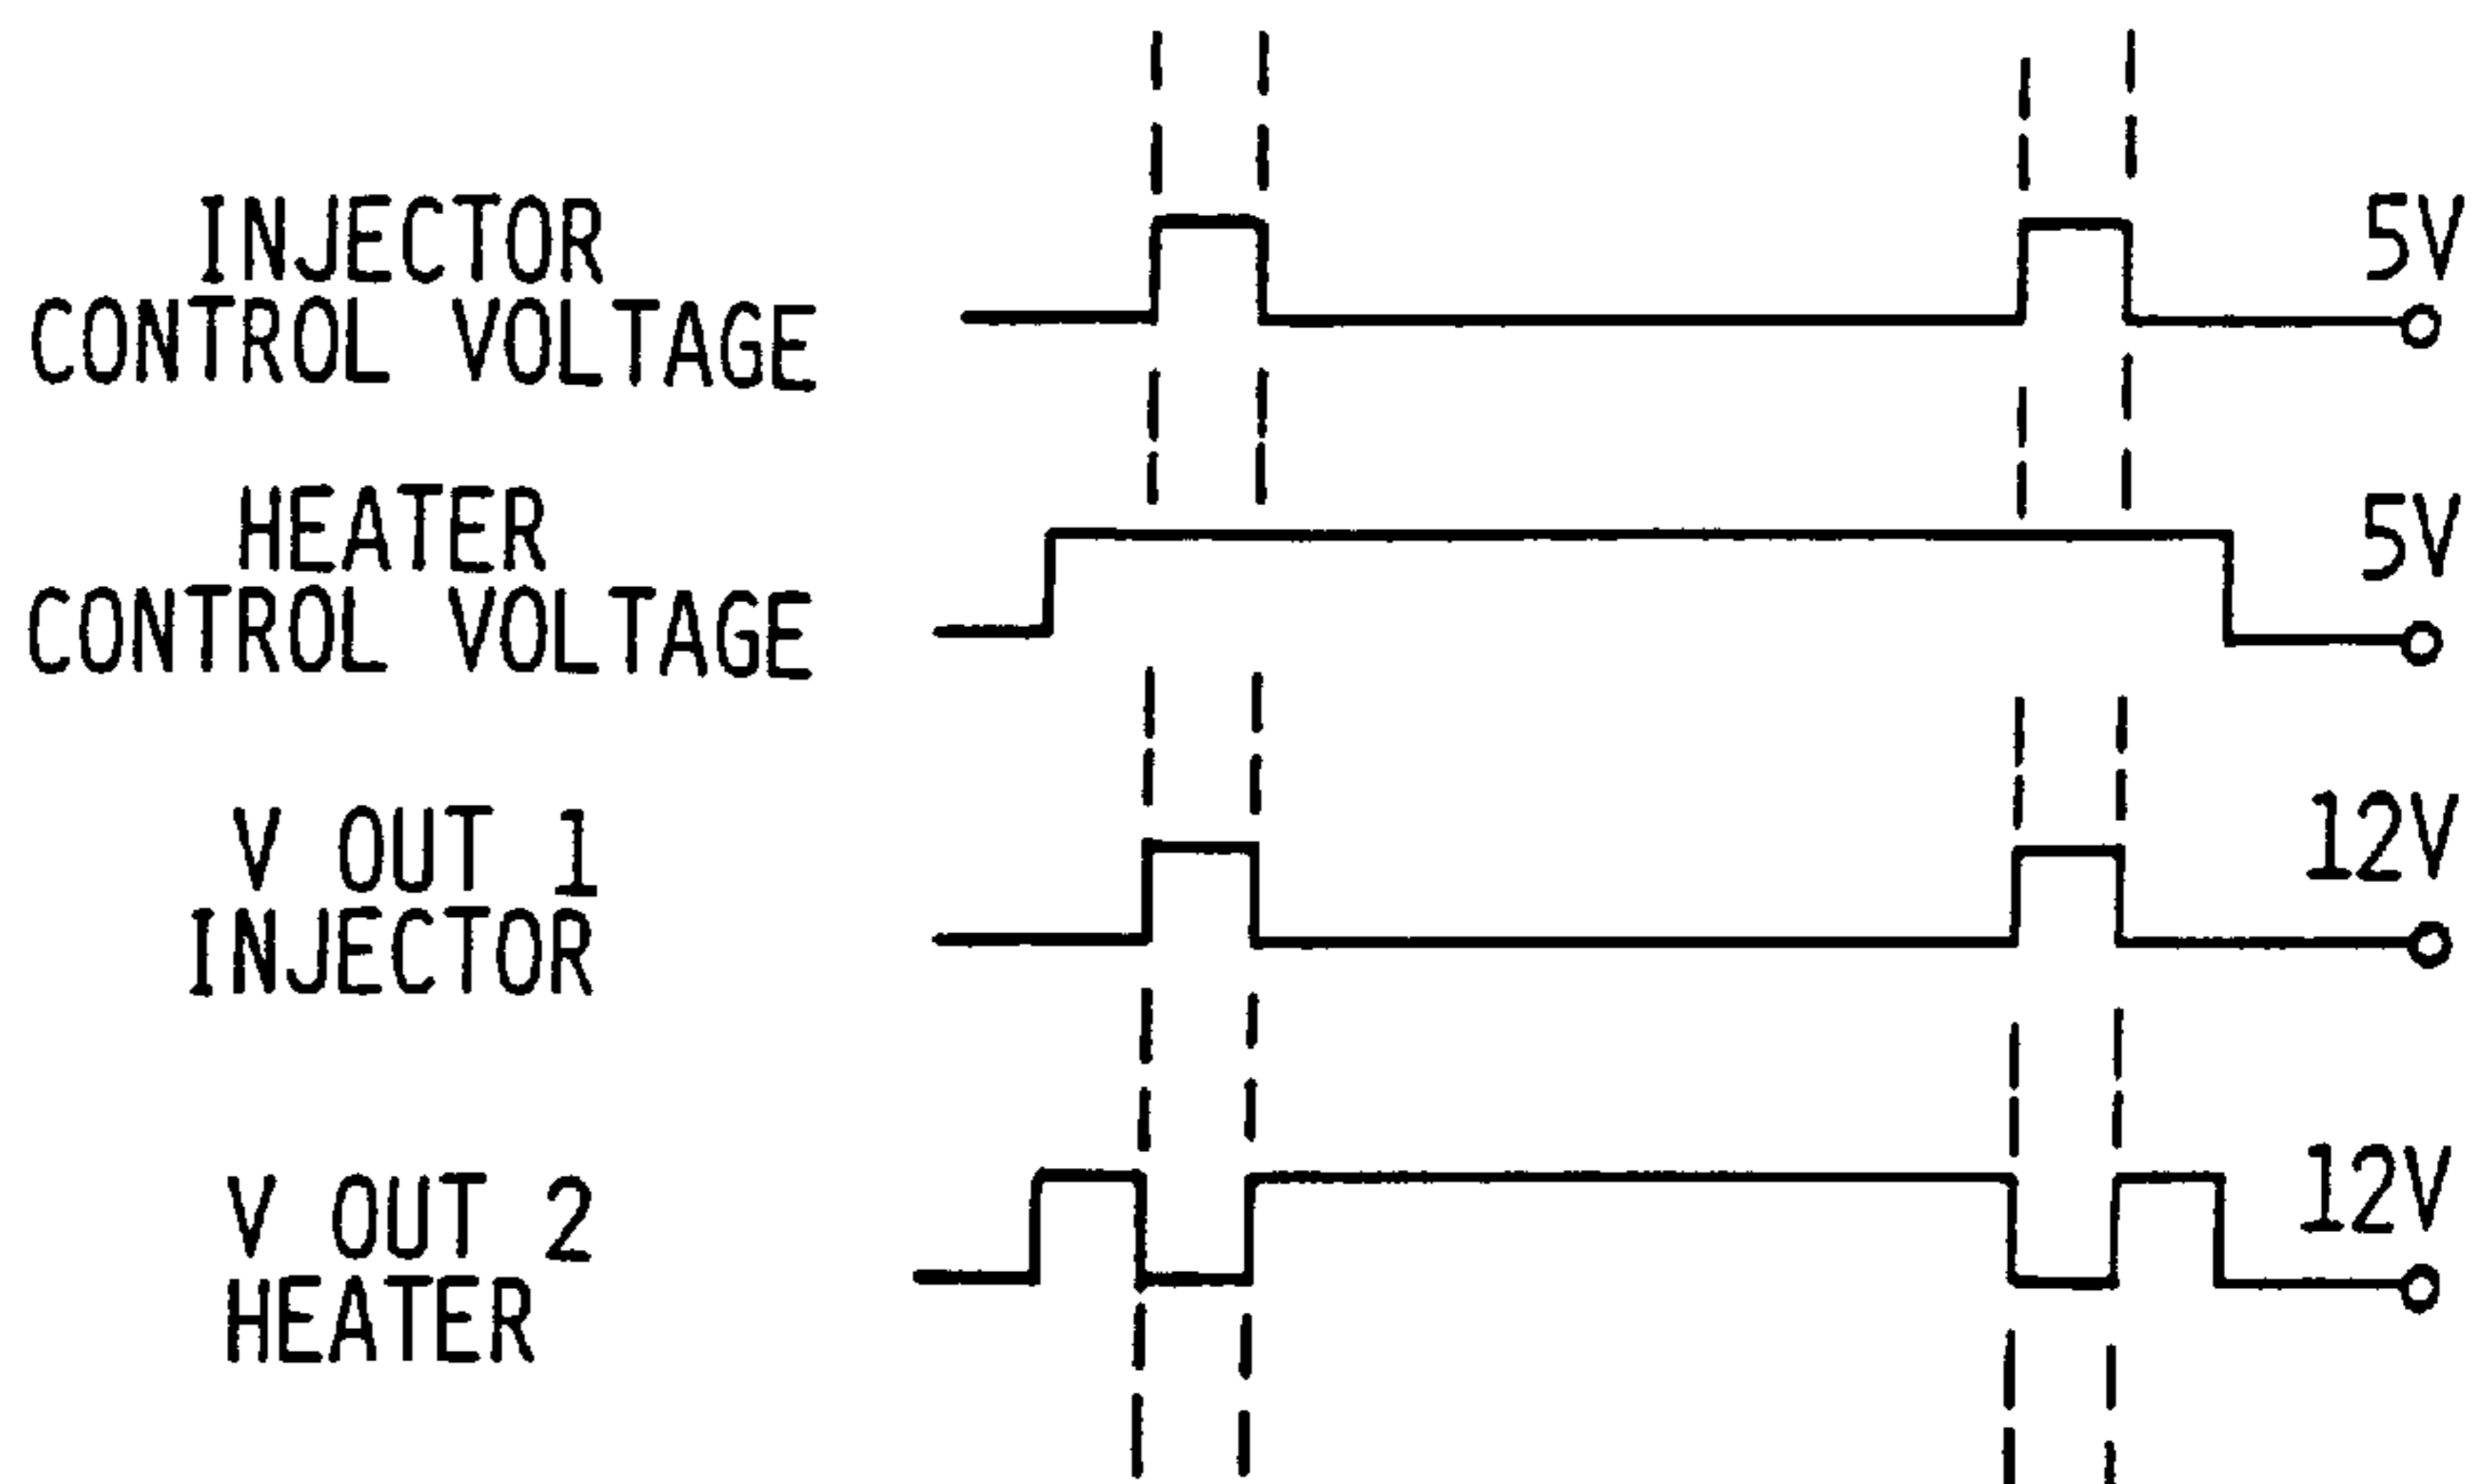 INJECTOR
CONTROL VOLTAGE
5V
HEATER
CONTROL VOLTAGE
5V
V OUT 1
INJECTOR
12V
V OUT 2
HEATER
12V